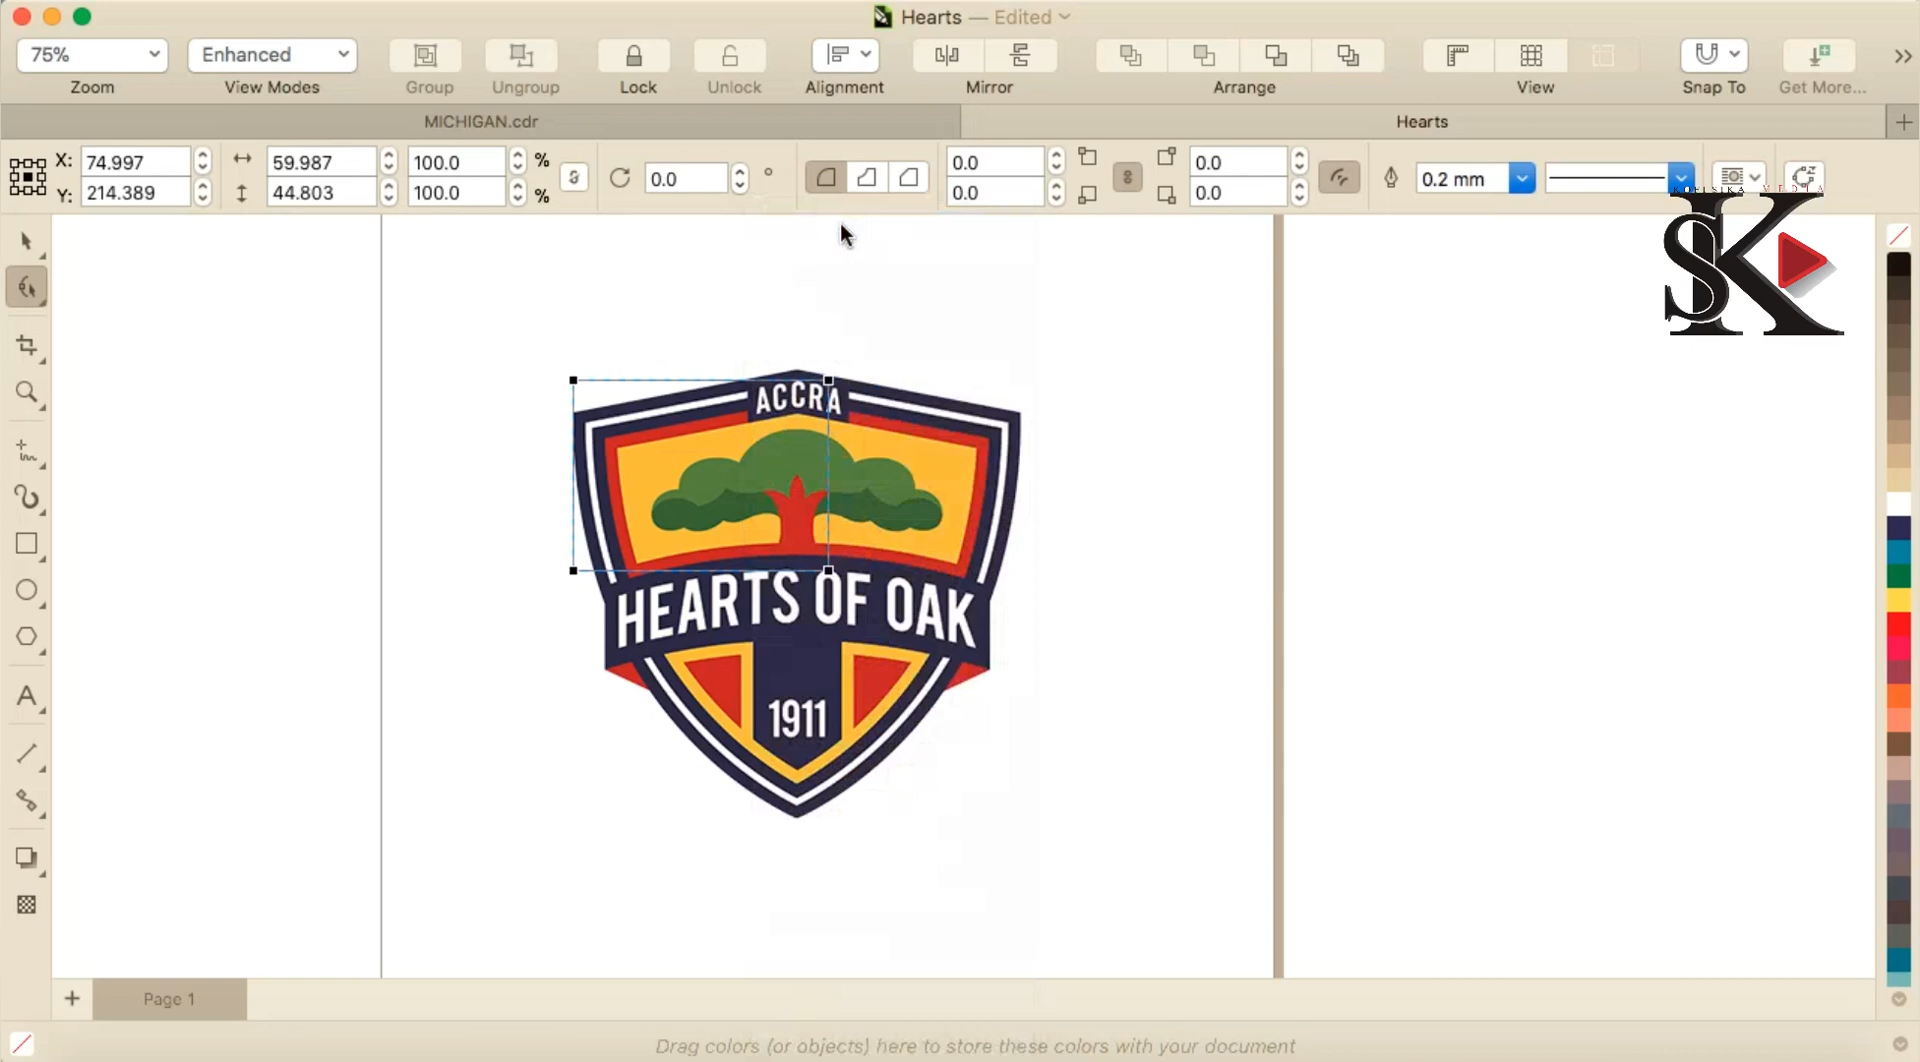 Hearts — Edited
75%
Enhanced
Zoom
View Modes
Group
Ungroup
Lock
Unlock
Alignment
Mirror
Arrange
View
Snap To
Get More...
MICHIGAN.cdr
Hearts
X:
74.997
59.987
100.0
%
0.0
°
0.0
0.0
0.2 mm
Y:
214.389
44.803
100.0
%
0.0
0.0
SK
ACCRA
HEARTS OF OAK
1911
Page 1
Drag colors (or objects) here to store these colors with your document